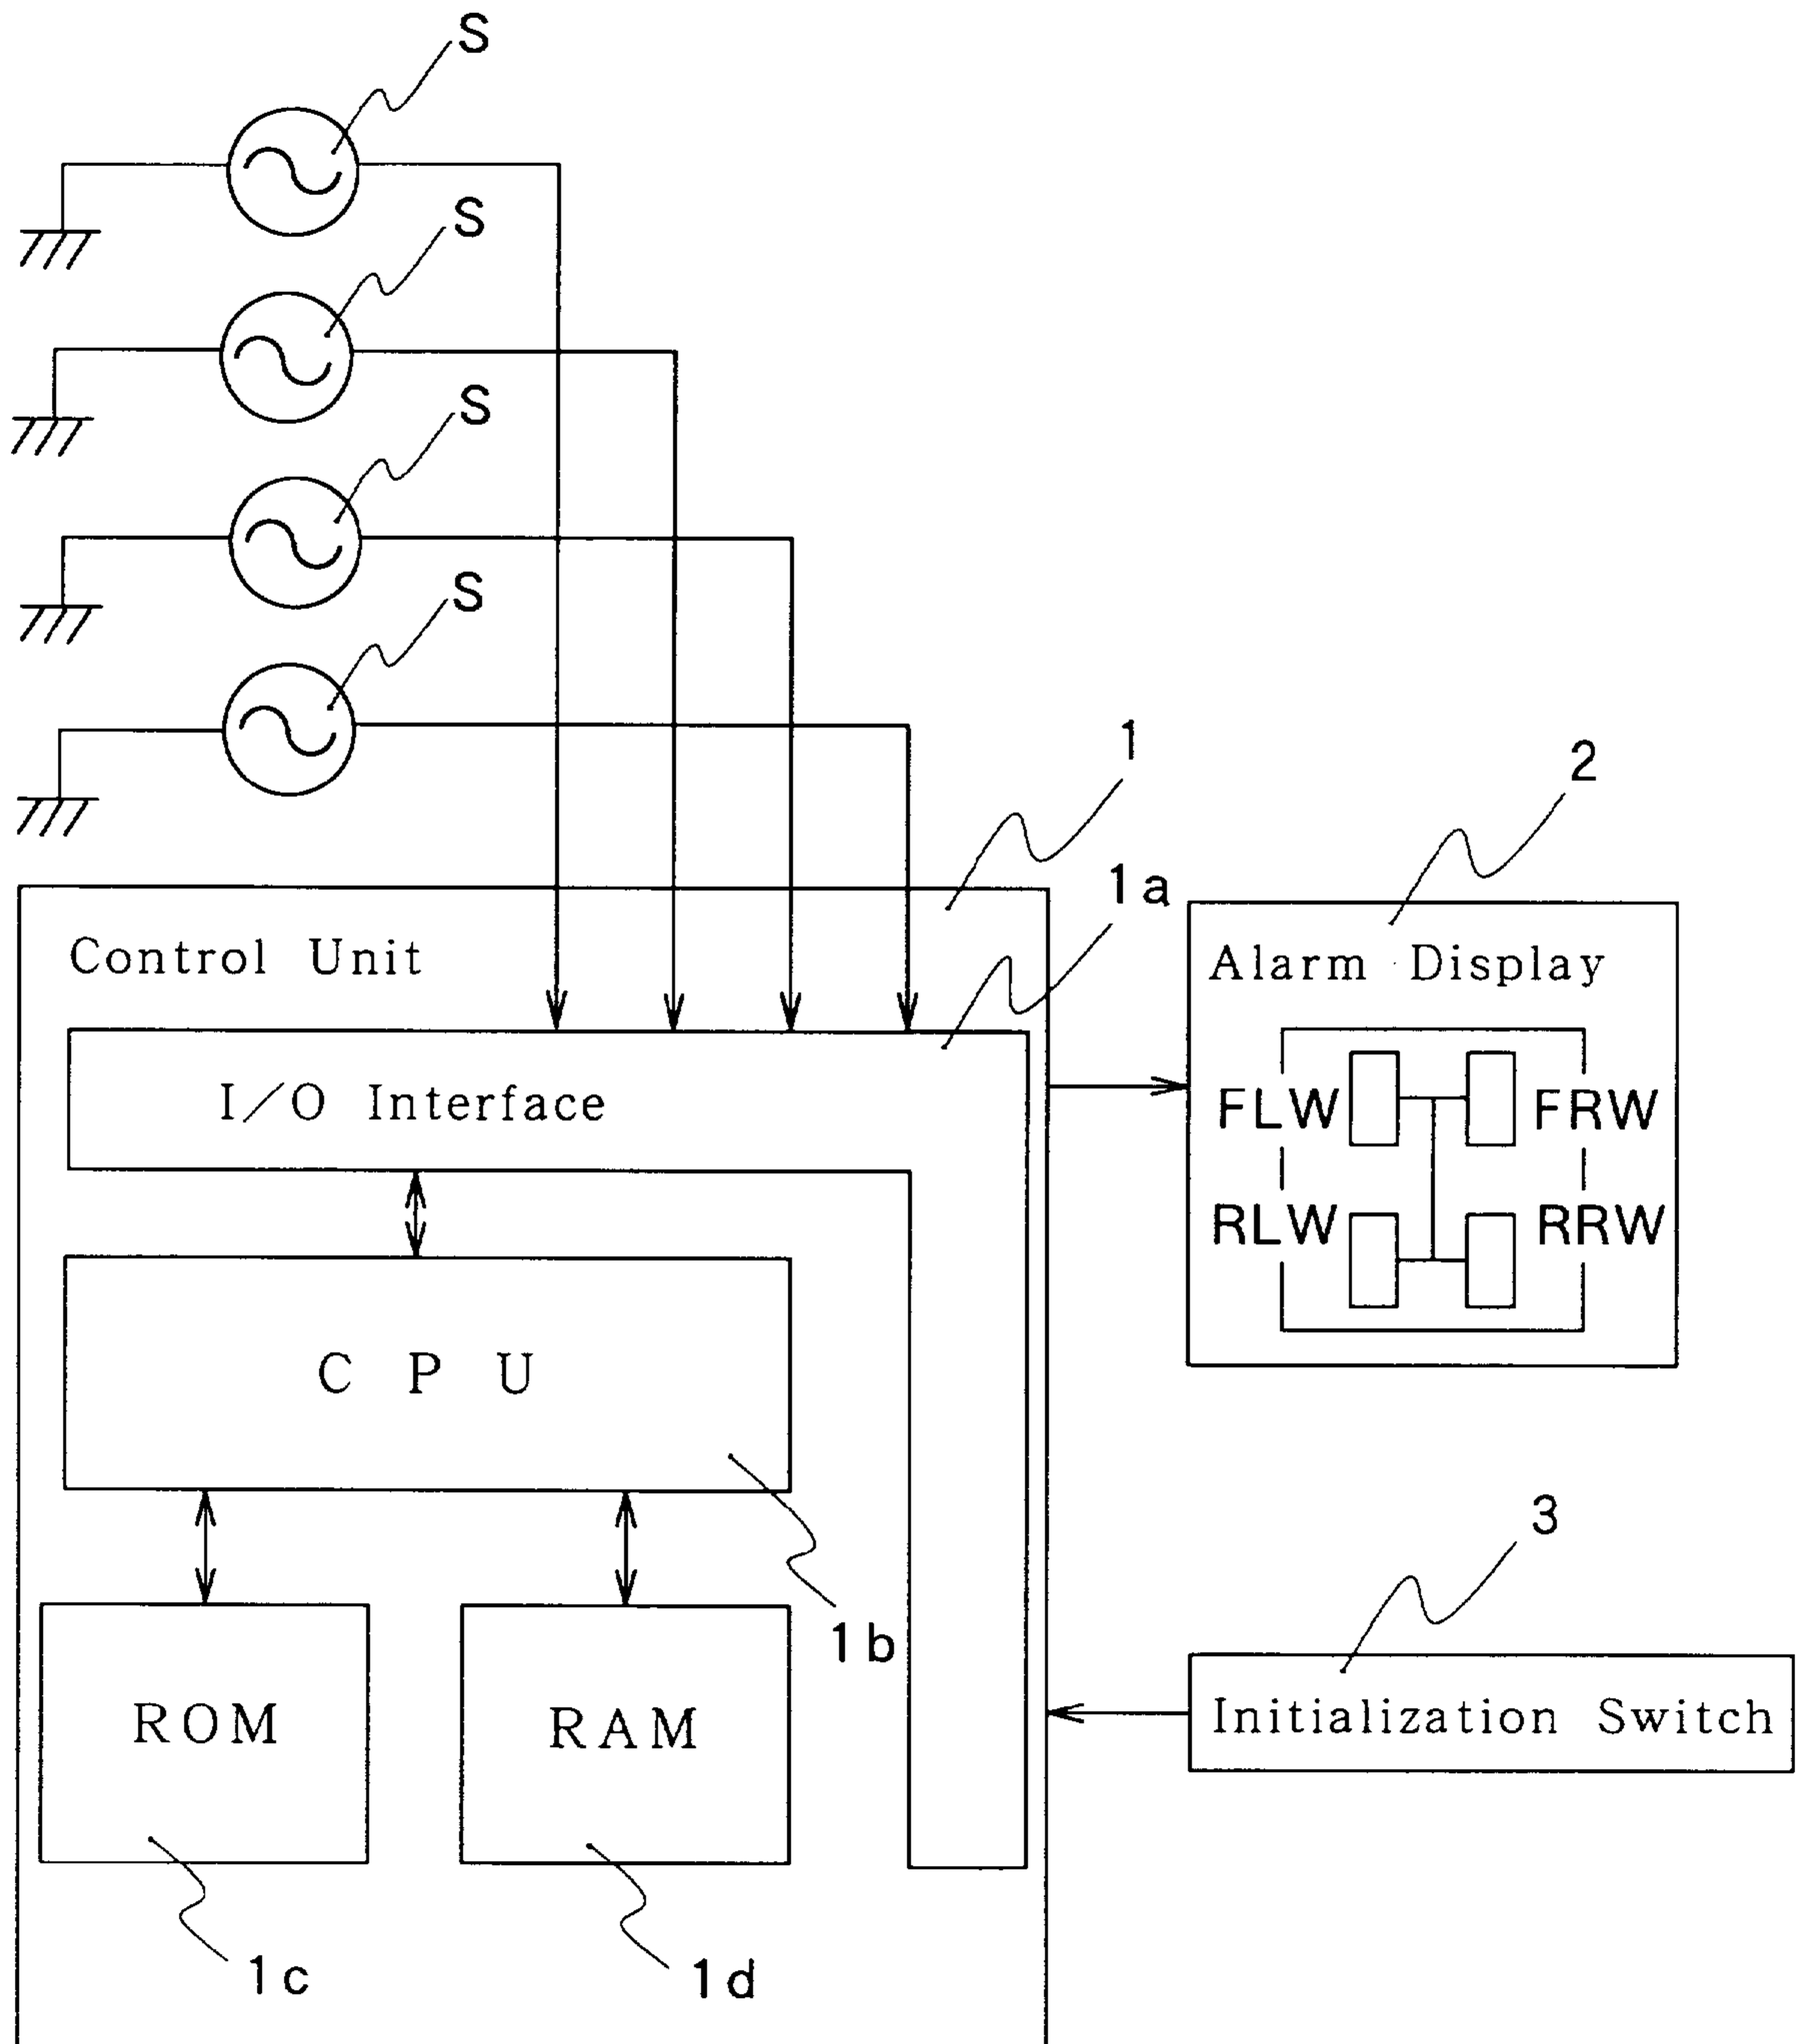 S
S
S
S
1
2
1a
Control Unit
Alarm Display
I/O Interface
FLW
FRW
RLW
RRW
C P U
3
1b
ROM
RAM
Initialization Switch
1c
1d